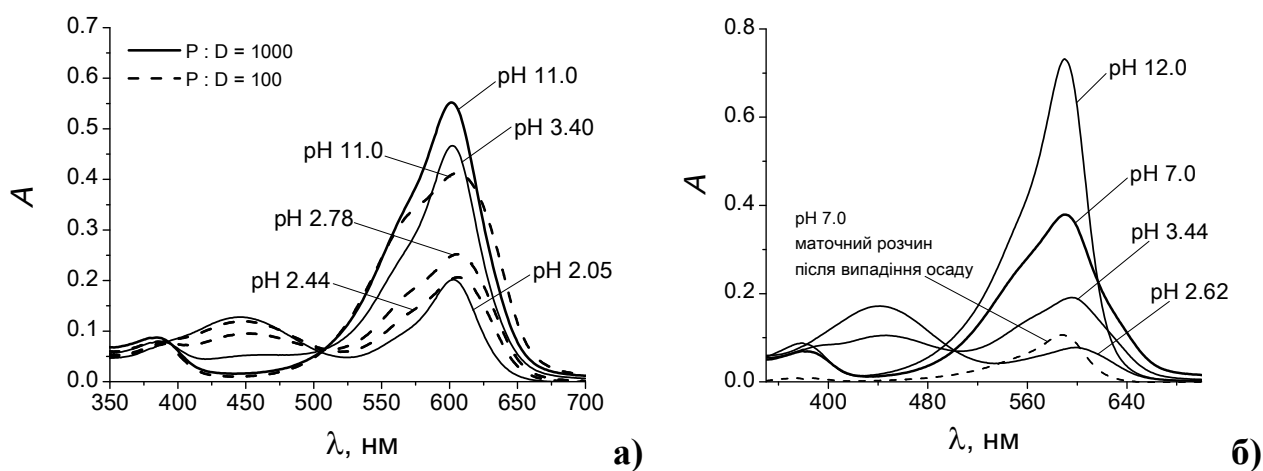 0.7
0.6
0.5
0.4
0.3
0.2
0.1
0.0
A
P : D = 1000
P : D = 100
pH 11.0
pH 3.40
pH 11.0
pH 2.78
pH 2.44
pH 2.05
350 400 450 500 550 600 650 700
λ, нм
а)
0.8
0.6
0.4
0.2
0.0
A
pH 12.0
pH 7.0
pH 7.0
маточний розчин
після випадіння осаду
pH 3.44
pH 2.62
400 480 560 640
λ, нм
б)